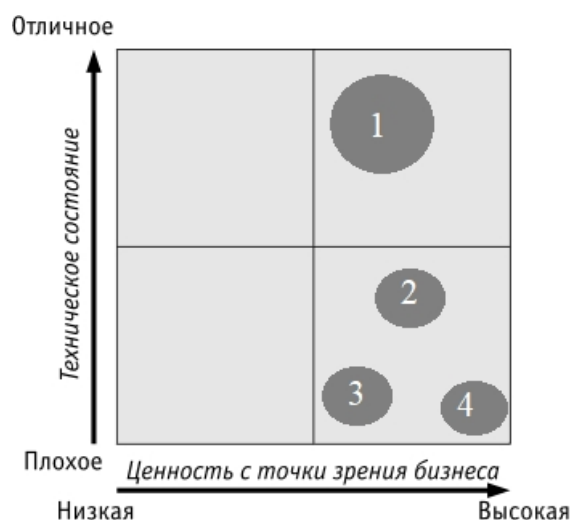 Отличное
Техническое состояние
1
2
3
4
Плохое
Ценность с точки зрения бизнеса
Низкая
Высокая